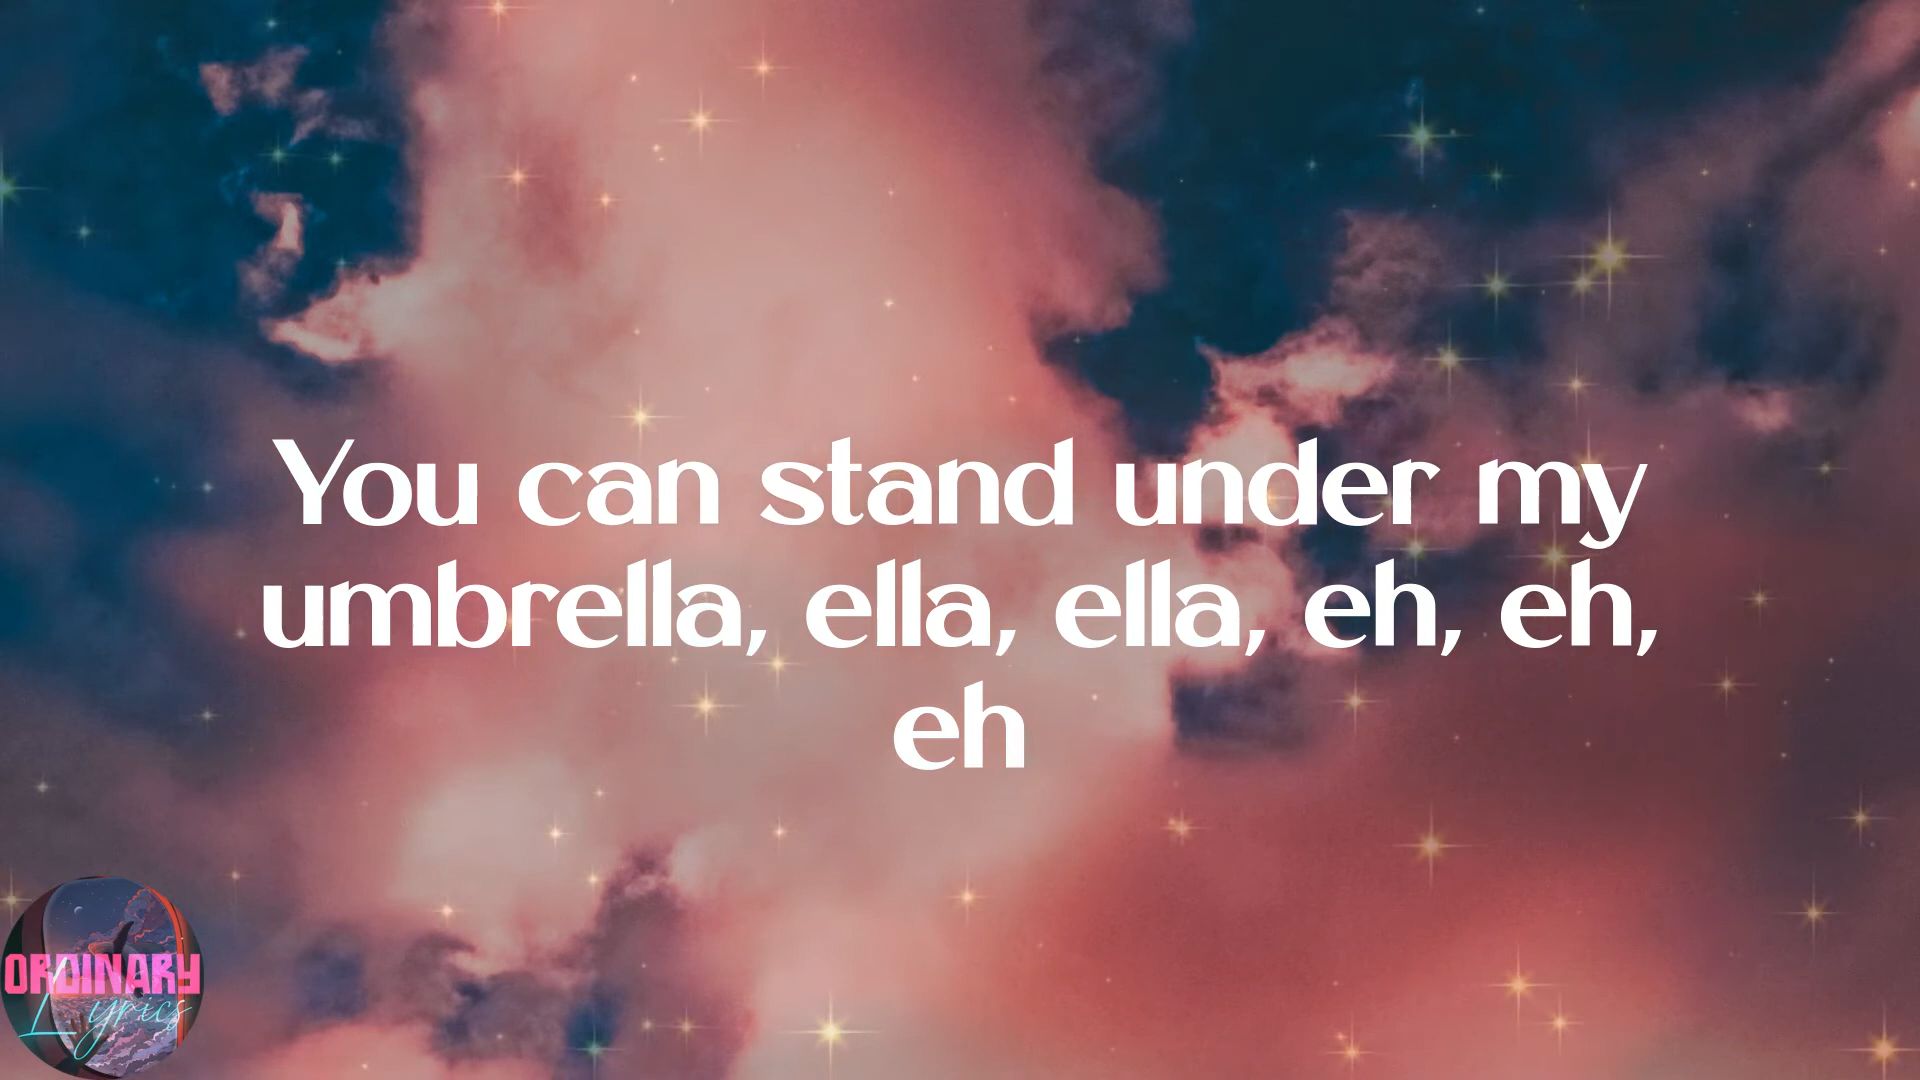 You can stand under my
umbrella, ella, ella, eh, eh,
eh
ORDINARY
Lyrics